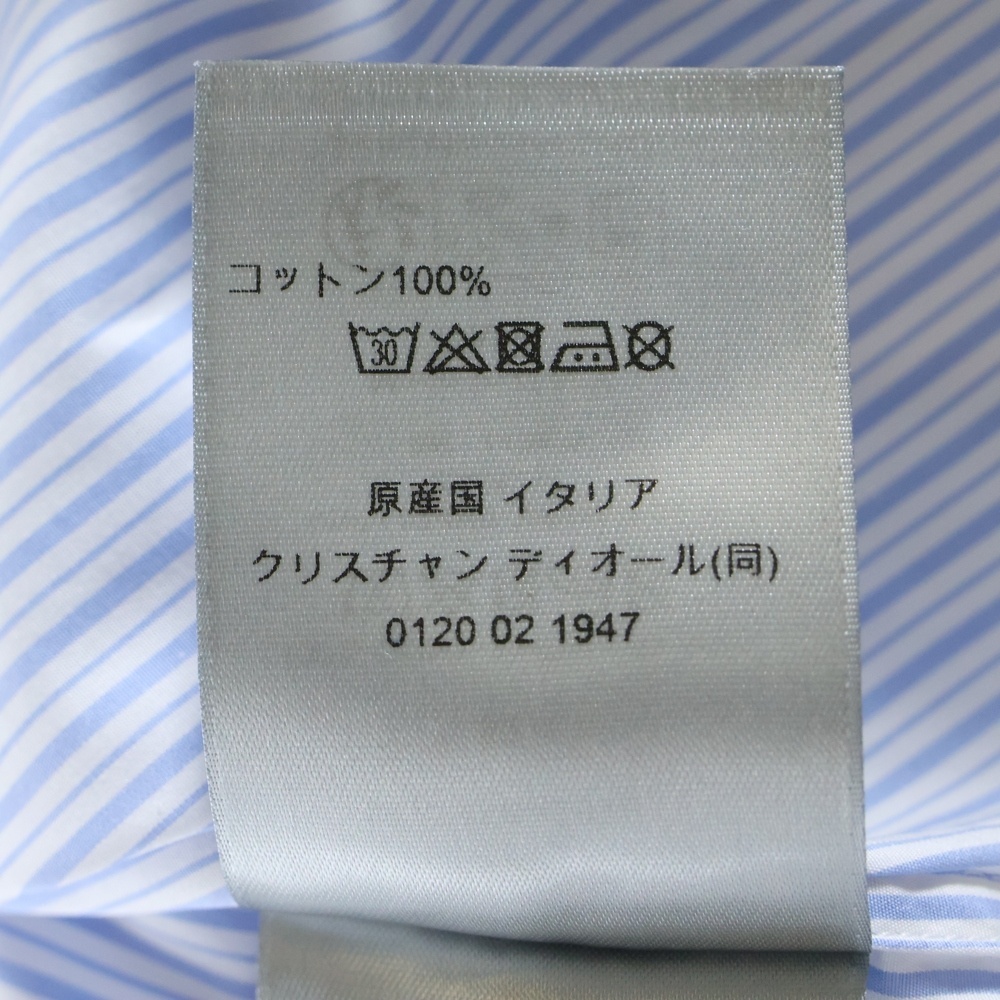 コットン100%
30
原産国 イタリア
クリスチャン ディオール(同)
0120 02 1947